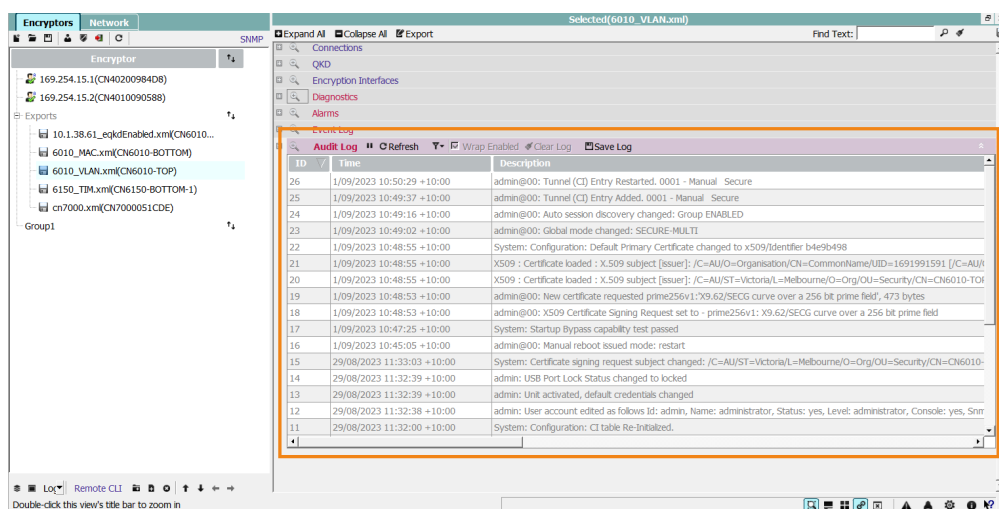 Encryptors Network
SNMP
Encryptor
169.254.15.1(CN40200984D8)
169.254.15.2(CN4010090588)
Exports
10.1.38.61_eqkdEnabled.xml(CN6010...
6010_MAC.xml(CN6010-BOTTOM)
6010_VLAN.xml(CN6010-TOP)
6150_TIM.xml(CN6150-BOTTOM-1)
cn7000.xml(CN7000051CDE)
Group1
Remote CLI
Double-click this view's title bar to zoom in
Selected(6010_VLAN.xml)
Expand All Collapse All Export Find Text:
Connections
QKD
Encryption Interfaces
Diagnostics
Alarms
Event Log
Audit Log Refresh Wrap Enabled Clear Log Save Log
ID Time Description
26 1/09/2023 10:50:29 +10:00 admin@00: Tunnel (CI) Entry Restarted. 0001 - Manual Secure
25 1/09/2023 10:49:37 +10:00 admin@00: Tunnel (CI) Entry Added. 0001 - Manual Secure
24 1/09/2023 10:49:16 +10:00 admin@00: Auto session discovery changed: Group ENABLED
23 1/09/2023 10:49:02 +10:00 admin@00: Global mode changed: SECURE-MULTI
22 1/09/2023 10:48:55 +10:00 System: Configuration: Default Primary Certificate changed to x509/Identifier b4e9b498
21 1/09/2023 10:48:55 +10:00 X509 : Certificate loaded : X.509 subject [issuer]: /C=AU/O=Organisation/CN=CommonName/UID=1691991591 [/C=AU/
20 1/09/2023 10:48:55 +10:00 X509 : Certificate loaded : X.509 subject [issuer]: /C=AU/ST=Victoria/L=Melbourne/O=Org/OU=Security/CN=CN6010-TOP
19 1/09/2023 10:48:53 +10:00 admin@00: New certificate requested prime256v1:'X9.62/SECG curve over a 256 bit prime field', 473 bytes
18 1/09/2023 10:48:53 +10:00 admin@00: X509 Certificate Signing Request set to - prime256v1: X9.62/SECG curve over a 256 bit prime field
17 1/09/2023 10:47:25 +10:00 System: Startup Bypass capability test passed
16 1/09/2023 10:45:05 +10:00 admin@00: Manual reboot issued mode: restart
15 29/08/2023 11:33:03 +10:00 System: Certificate signing request subject changed: /C=AU/ST=Victoria/L=Melbourne/O=Org/OU=Security/CN=CN6010-
14 29/08/2023 11:32:39 +10:00 admin: USB Port Lock Status changed to locked
13 29/08/2023 11:32:39 +10:00 admin: Unit activated, default credentials changed
12 29/08/2023 11:32:38 +10:00 admin: User account edited as follows Id: admin, Name: administrator, Status: yes, Level: administrator, Console: yes, Snm
11 29/08/2023 11:32:00 +10:00 System: Configuration: CI table Re-Initialized.